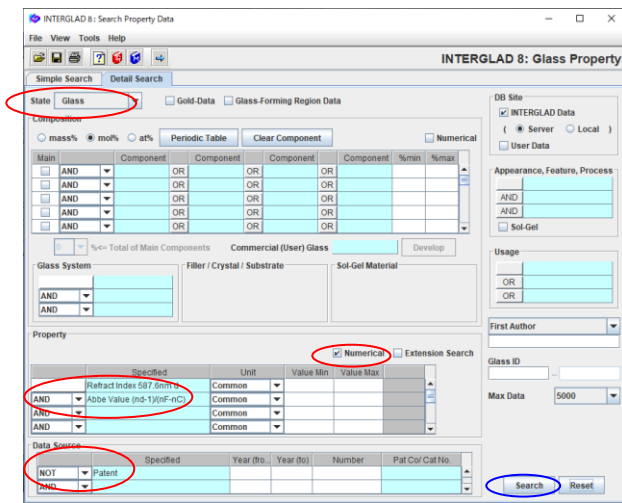 INTERGLAD 8: Search Property Data
File View Tools Help
INTERGLAD 8: Glass Property
Simple Search Detail Search
State Glass Gold-Data Glass-Forming Region Data
Composition
mass% mol% at% Periodic Table Clear Component Numerical
Main Component Component Component Component %min %max
AND OR OR OR
AND OR OR OR
AND OR OR OR
AND OR OR OR
AND OR OR OR
0 %<= Total of Main Components Commercial (User) Glass Develop
Glass System Filler / Crystal / Substrate Sol-Gel Material
AND
AND
Property
Numerical Extension Search
Specified Unit Value Min Value Max
Refract Index 587.6nm d Common
AND Abbe Value (nd-1)/(nF-nC) Common
AND Common
AND Common
Data Source
Specified Year (fro... Year (to) Number Pat Co/ Cat No.
NOT Patent
AND
DB Site
INTERGLAD Data
( Server Local )
User Data
Appearance, Feature, Process
AND
AND
Sol-Gel
Usage
OR
OR
First Author
Glass ID
--
Max Data 5000
Search Reset